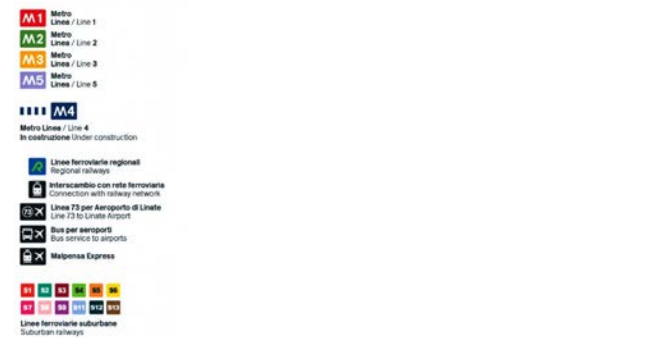 M1 Metro
Linea / Line 1
M2 Metro
Linea / Line 2
M3 Metro
Linea / Line 3
M5 Metro
Linea / Line 5
M4
Metro Linea / Line 4
In costruzione Under construction
R Linee ferroviarie regionali
Regional railways
Interscambio con rete ferroviaria
Connection with railway network
73 Linea 73 per Aeroporto di Linate
Line 73 to Linate Airport
Bus per aeroporti
Bus service to airports
Malpensa Express
S1 S2 S3 S4 S5 S6
S7 S8 S9 S11 S12 S13
Linee ferroviarie suburbane
Suburban railways